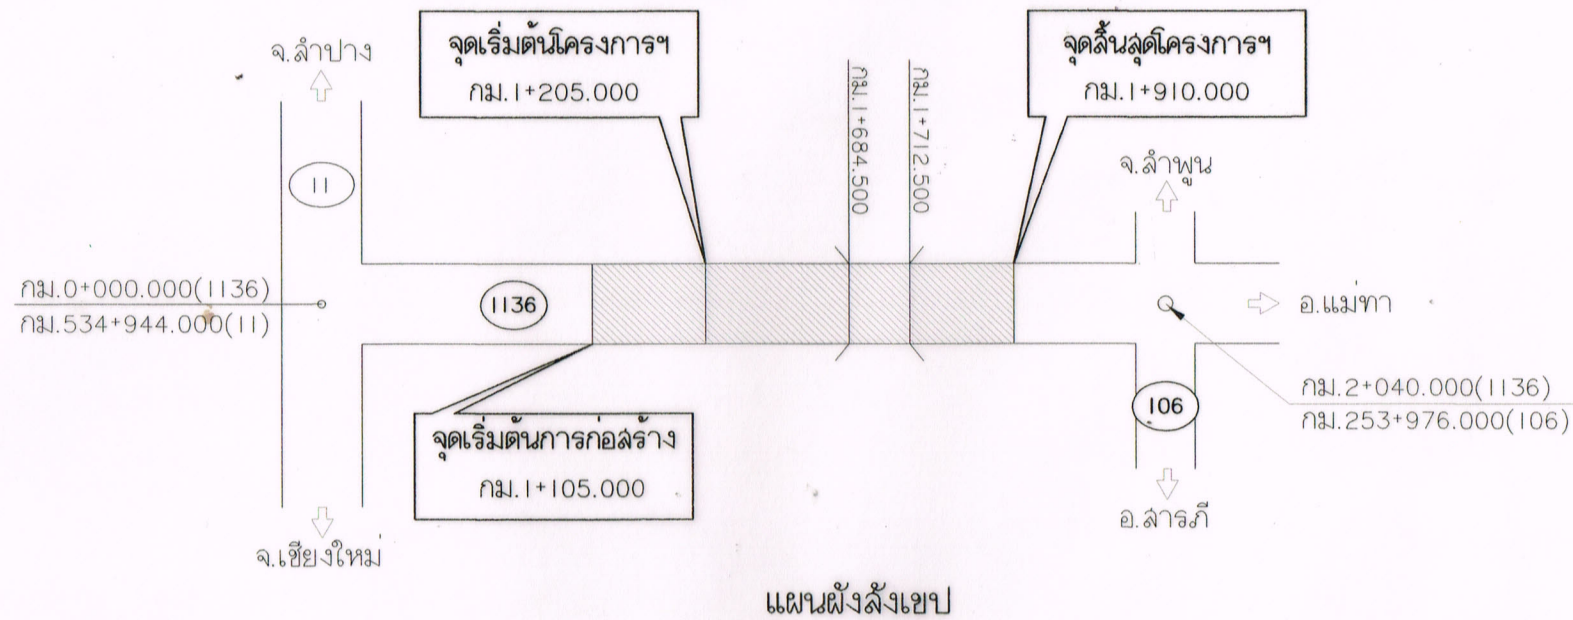 จ.ลำปาง
จุดเริ่มต้นโครงการฯ
กม.1+205.000
กม.1+684.500
กม.1+712.500
จุดสิ้นสุดโครงการฯ
กม.1+910.000
11
จ.ลำพูน
กม.0+000.000(1136)
กม.534+944.000(11)
1136
อ.แม่ทา
กม.2+040.000(1136)
กม.253+976.000(106)
106
จุดเริ่มต้นการก่อสร้าง
กม.1+105.000
อ.สารภี
จ.เชียงใหม่
แผนผังสังเขป